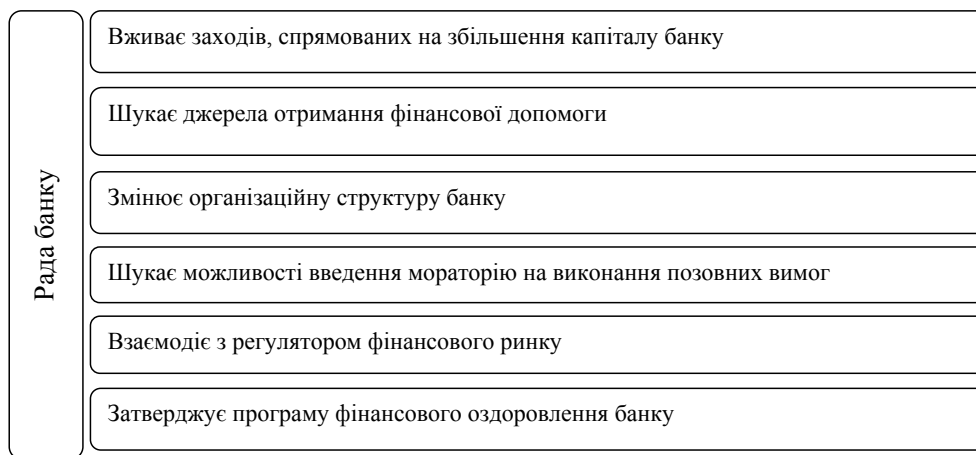 Рада банку
Вживає заходів, спрямованих на збільшення капіталу банку
Шукає джерела отримання фінансової допомоги
Змінює організаційну структуру банку
Шукає можливості введення мораторію на виконання позовних вимог
Взаємодіє з регулятором фінансового ринку
Затверджує програму фінансового оздоровлення банку